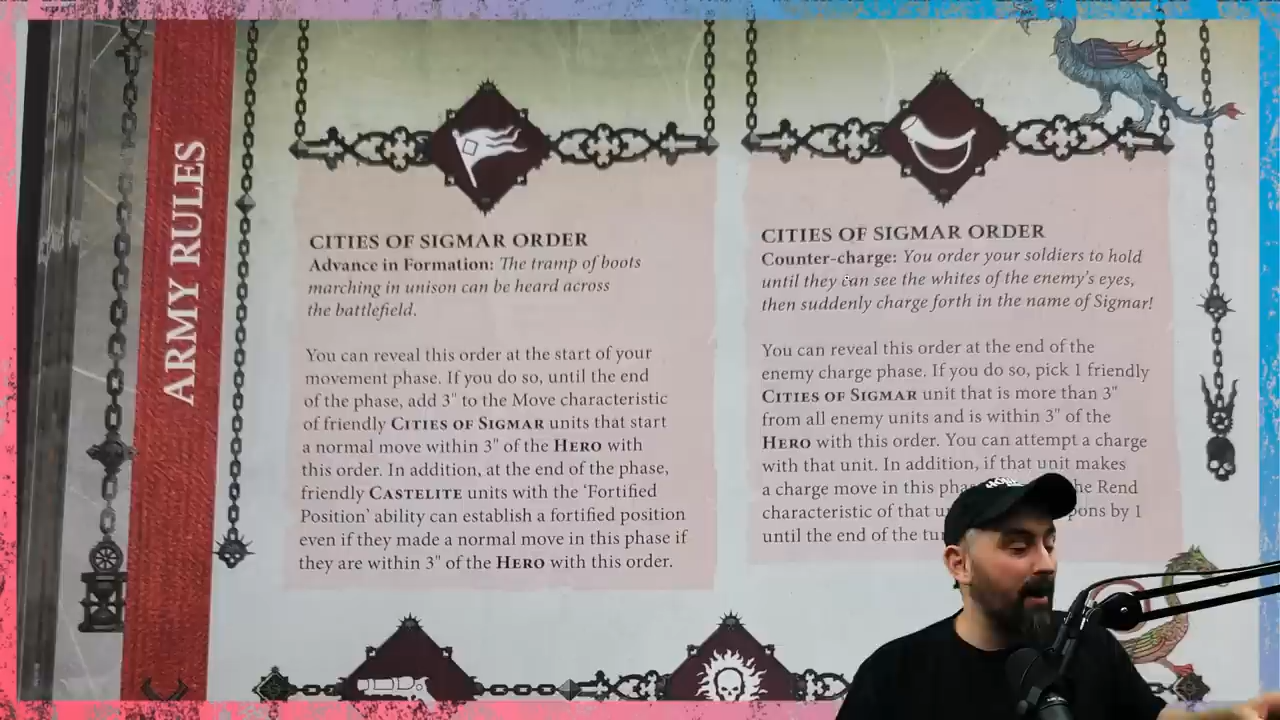 ARMY RULES
CITIES OF SIGMAR ORDER
Advance in Formation: The tramp of boots
marching in unison can be heard across
the battlefield.
You can reveal this order at the start of your
movement phase. If you do so, until the end
of the phase, add 3" to the Move characteristic
of friendly CITIES OF SIGMAR units that start
a normal move within 3" of the HERO with
this order. In addition, at the end of the phase,
friendly CASTELITE units with the ‘Fortified
Position’ ability can establish a fortified position
even if they made a normal move in this phase if
they are within 3" of the HERO with this order.
CITIES OF SIGMAR ORDER
Counter-charge: You order your soldiers to hold
until they can see the whites of the enemy's eyes,
then suddenly charge forth in the name of Sigmar!
You can reveal this order at the end of the
enemy charge phase. If you do so, pick 1 friendly
CITIES OF SIGMAR unit that is more than 3"
from all enemy units and is within 3" of the
HERO with this order. You can attempt a charge
with that unit. In addition, if that unit makes
a charge move in this Rend
characteristic of that by 1
until the end of the